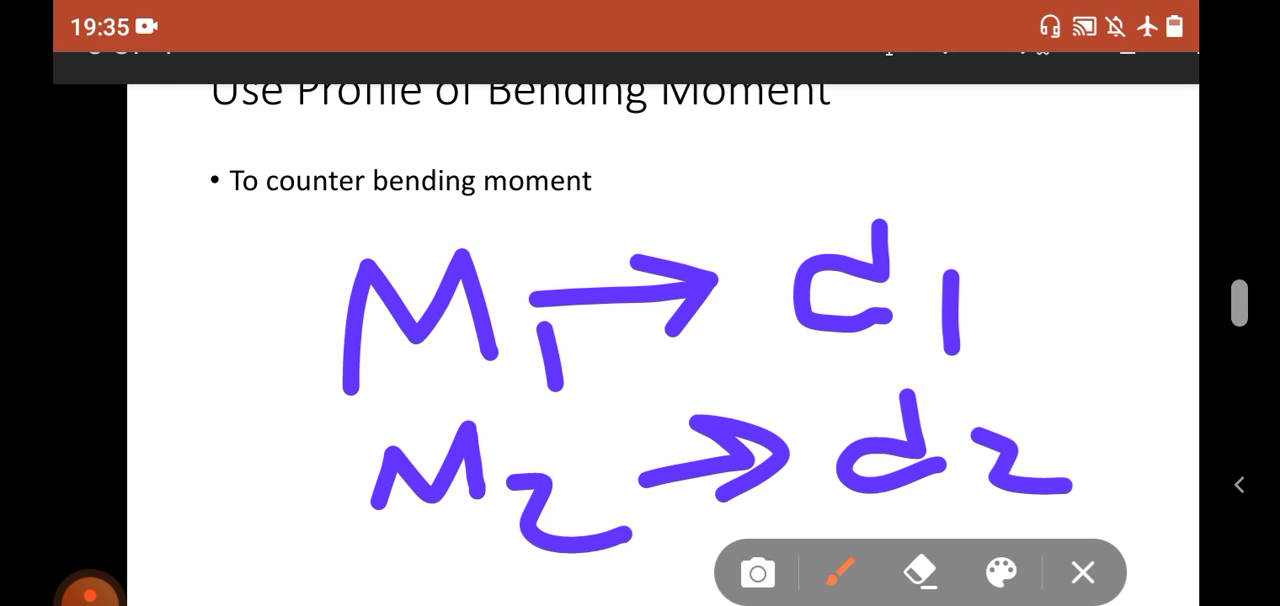 19:35
Use Profile of Bending Moment
• To counter bending moment
M1 → d1
M2 → d2